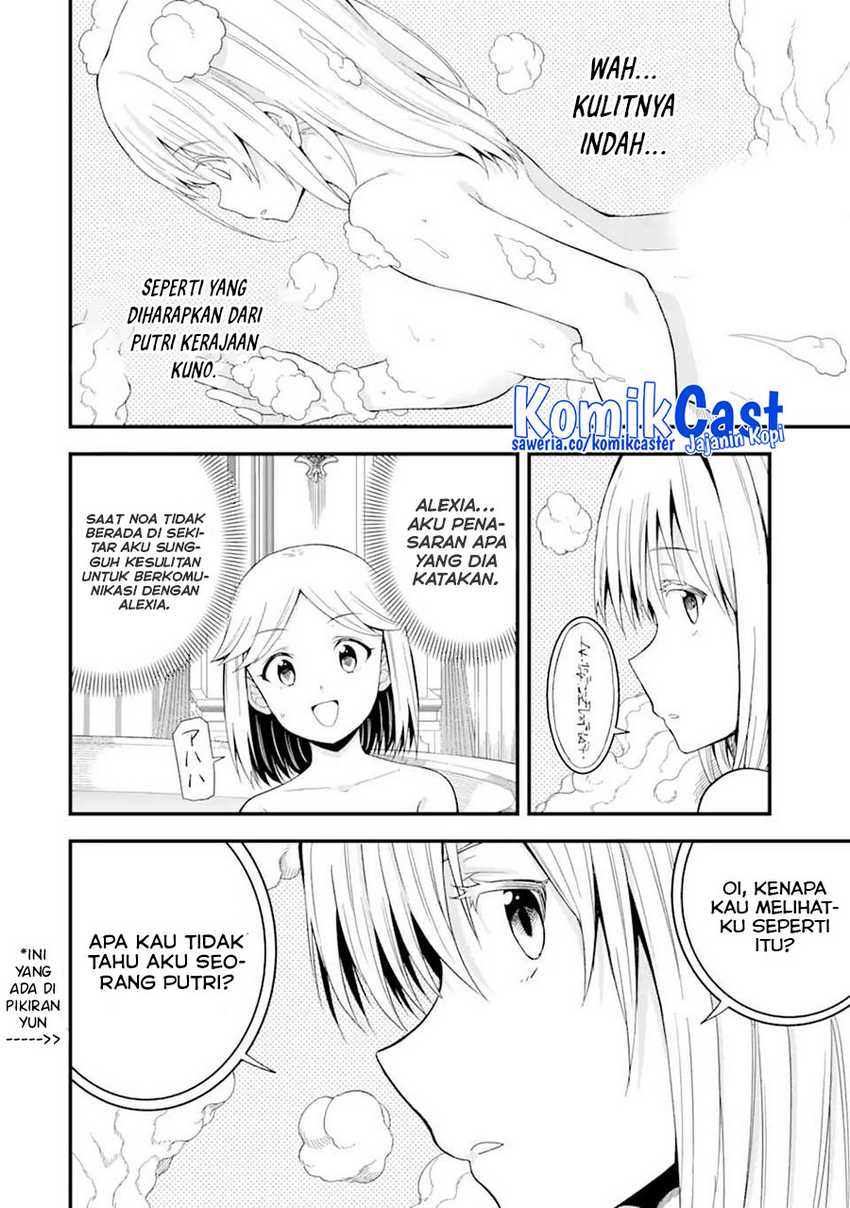 WAH...
KULITNYA
INDAH...
SEPERTI YANG
DIHARAPKAN DARI
PUTRI KERAJAAN
KUNO.
KomikCast
saweria.co/komikcaster Jajanin Kopi
ALEXIA...
AKU PENA-
SARAN APA
YANG DIA
KATAKAN.
SAAT NOA TIDAK
BERADA DI SEKI-
TAR AKU SUNG-
GUH KESULITAN
UNTUK BERKOMU-
NIKASI DENGAN
ALEXIA.
アハハ
OI, KENAPA
KAU MELIHAT-
KU SEPERTI
ITU?
APA KAU TIDAK
TAHU AKU SEO-
RANG PUTRI?
*INI
YANG
ADA DI
PIKIRAN
YUN
----->>